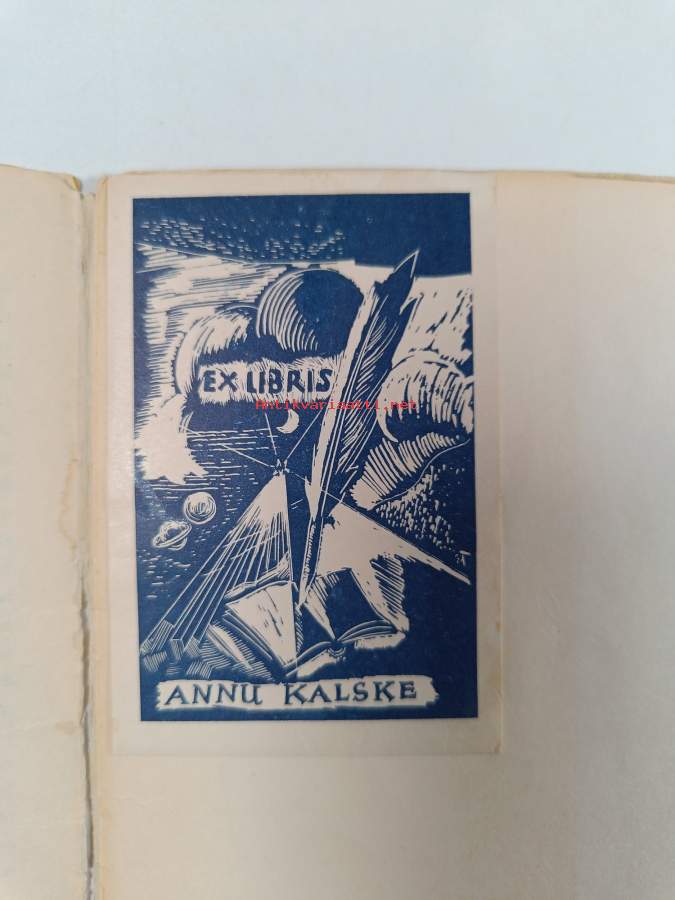 EX LIBRIS
Antikvariaatti.net
ANNU KALSKE